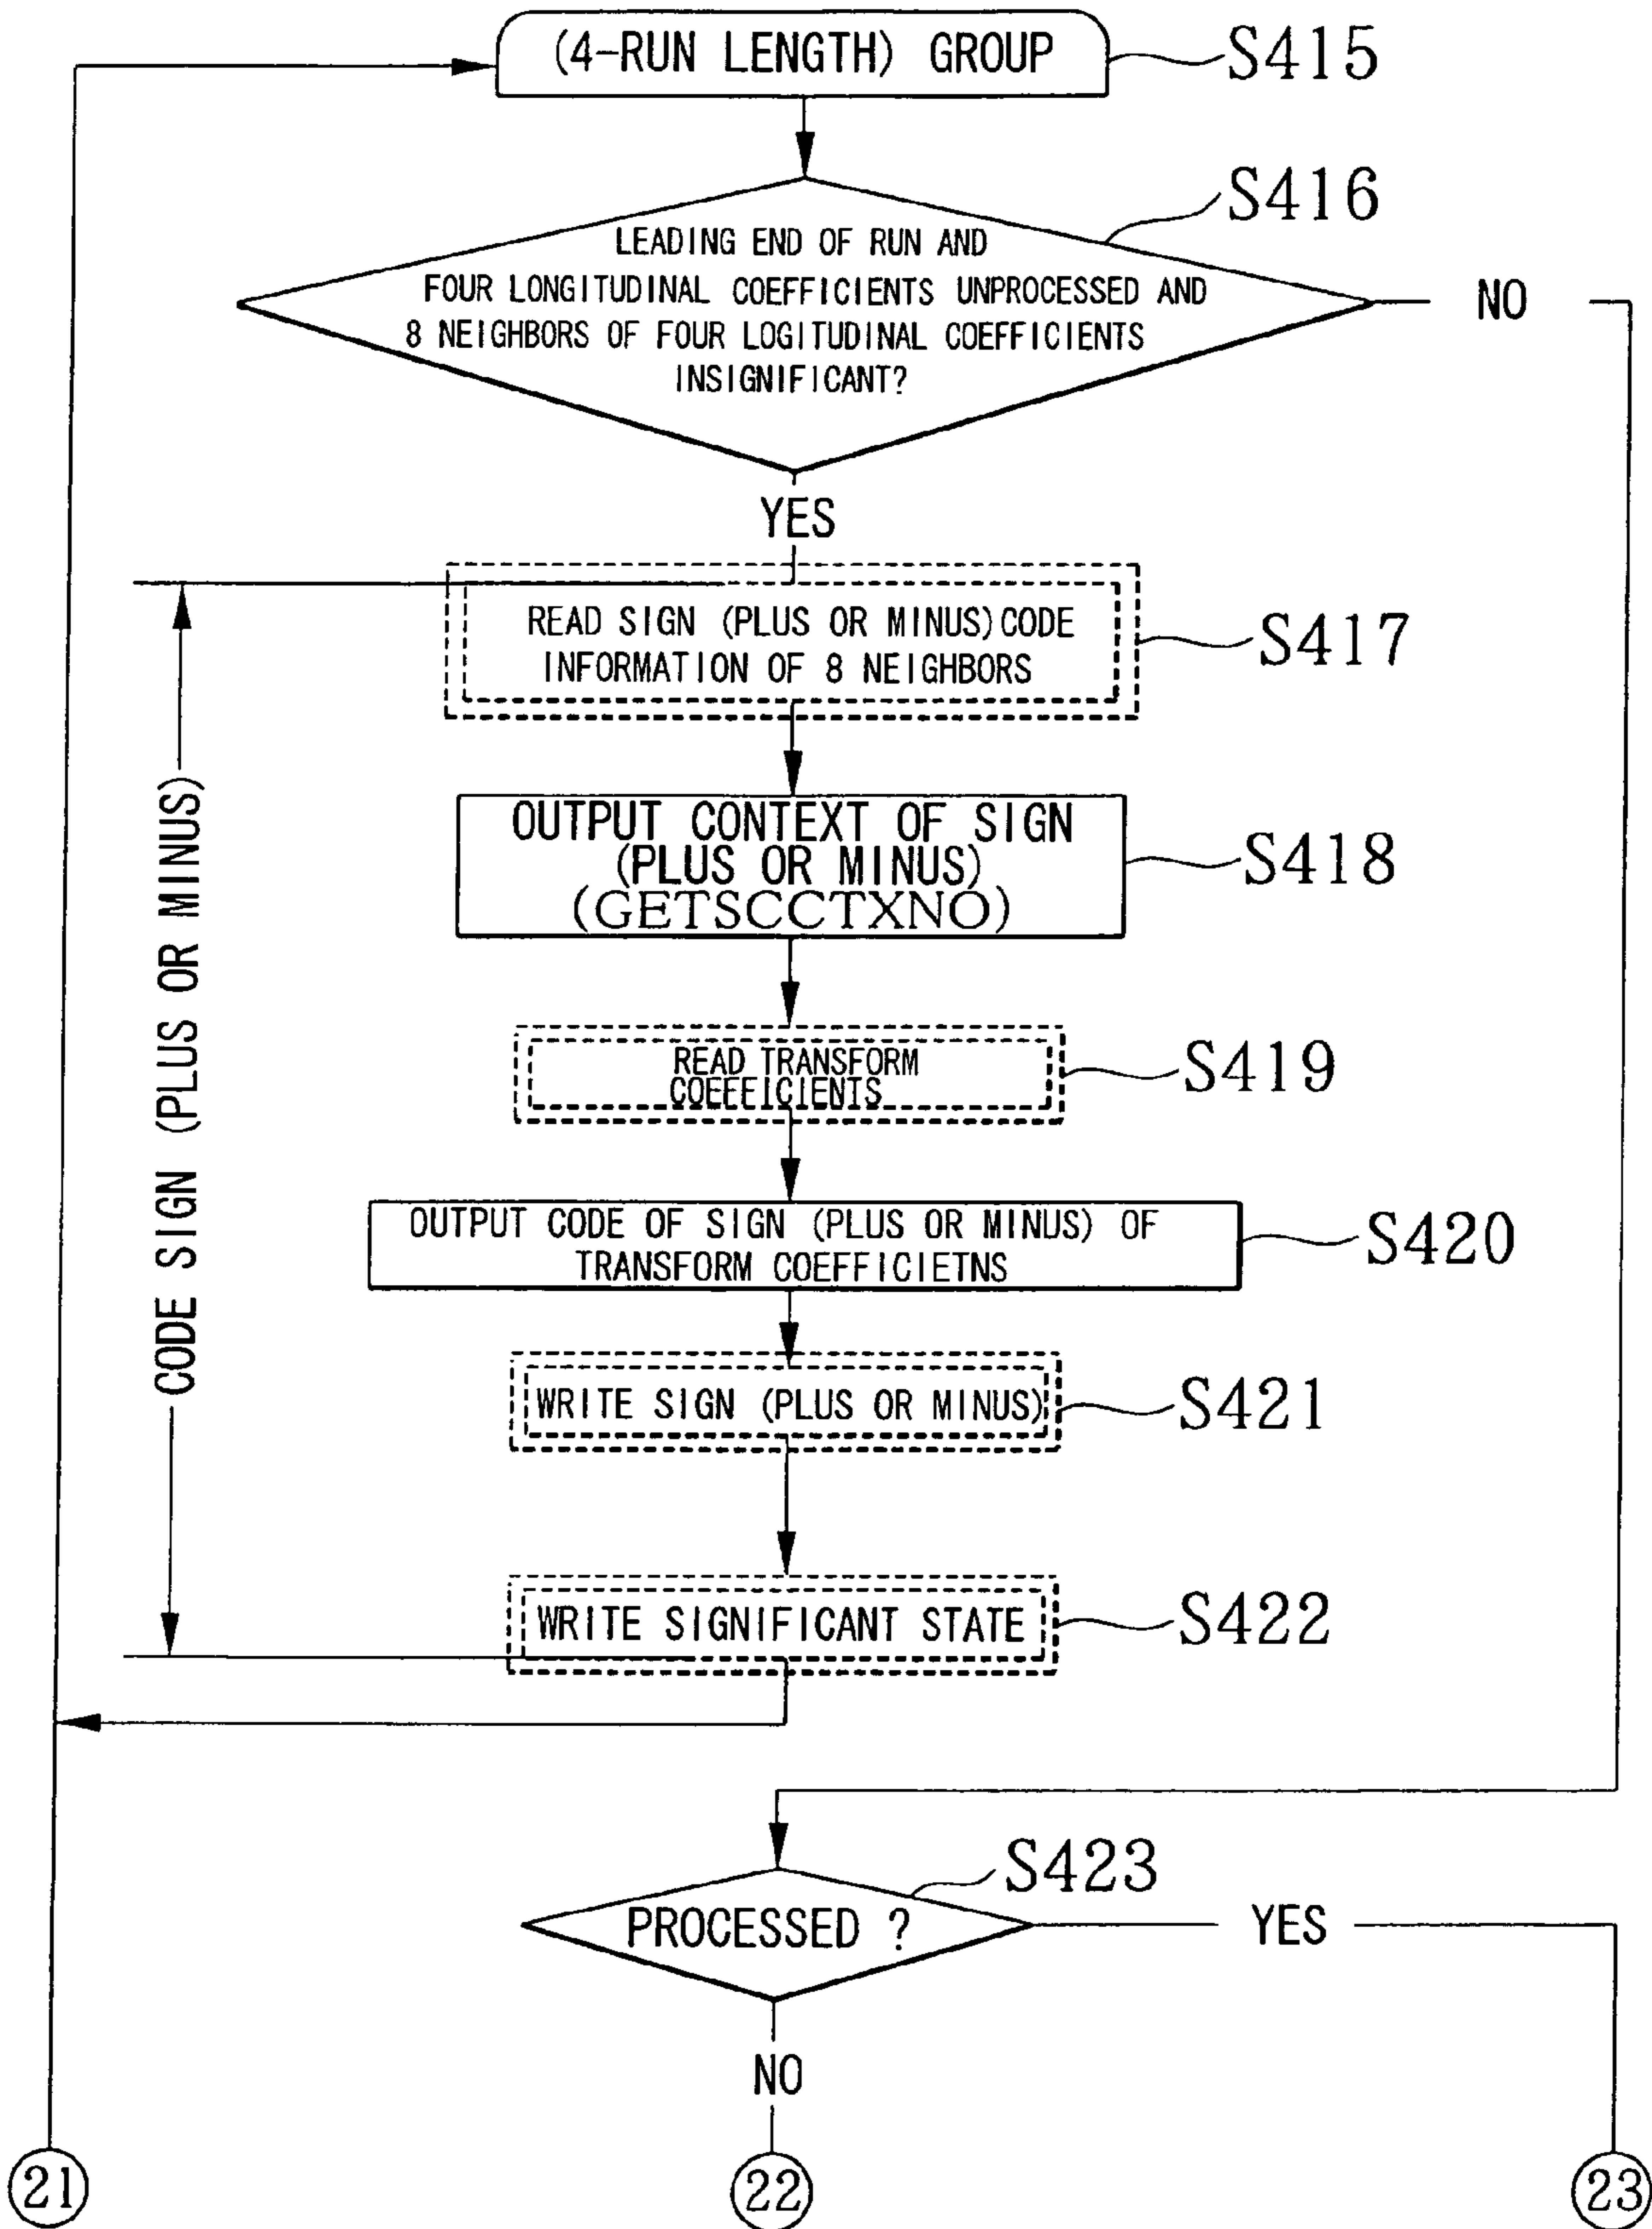 (4-RUN LENGTH) GROUP
S415
S416
LEADING END OF RUN AND
FOUR LONGITUDINAL COEFFICIENTS UNPROCESSED AND
8 NEIGHBORS OF FOUR LOGITUDINAL COEFFICIENTS
INSIGNIFICANT?
NO
YES
READ SIGN (PLUS OR MINUS) CODE
INFORMATION OF 8 NEIGHBORS
S417
OUTPUT CONTEXT OF SIGN
(PLUS OR MINUS)
(GETSCCTXNO)
S418
CODE SIGN (PLUS OR MINUS)
READ TRANSFORM
COEFFICIENTS
S419
OUTPUT CODE OF SIGN (PLUS OR MINUS) OF
TRANSFORM COEFFICIETNS
S420
WRITE SIGN (PLUS OR MINUS)
S421
WRITE SIGNIFICANT STATE
S422
S423
PROCESSED ?
YES
NO
21
22
23